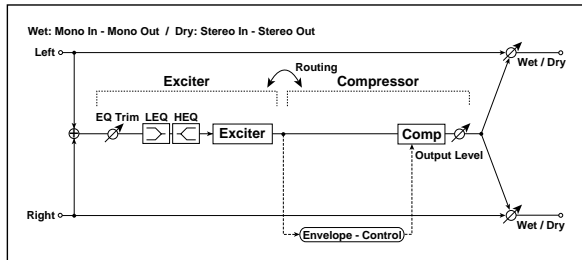 Wet: Mono In - Mono Out / Dry: Stereo In - Stereo Out
Left
Wet / Dry
Routing
Exciter
Compressor
EQ Trim
LEQ
HEQ
Exciter
Comp
Output Level
Right
Envelope - Control
Wet / Dry